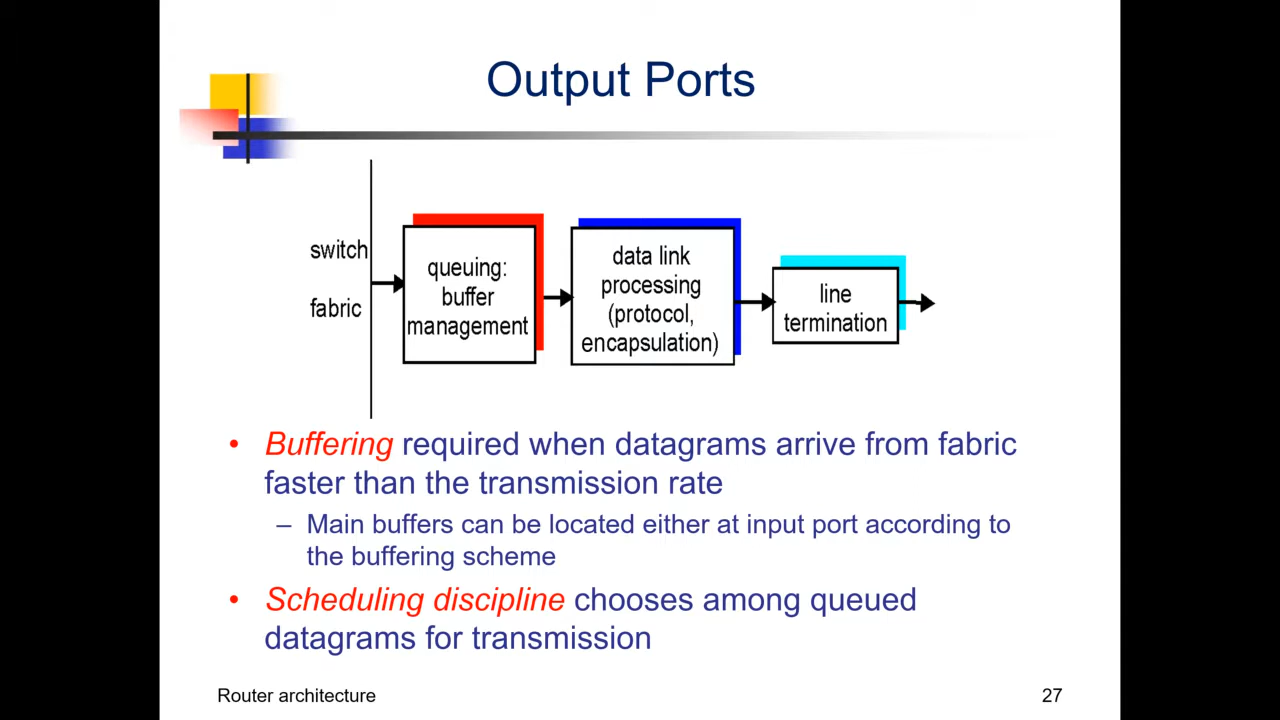 Output Ports
switch
fabric
queuing:
buffer
management
data link
processing
(protocol,
encapsulation)
line
termination
• Buffering required when datagrams arrive from fabric
faster than the transmission rate
– Main buffers can be located either at input port according to
the buffering scheme
• Scheduling discipline chooses among queued
datagrams for transmission
Router architecture
27